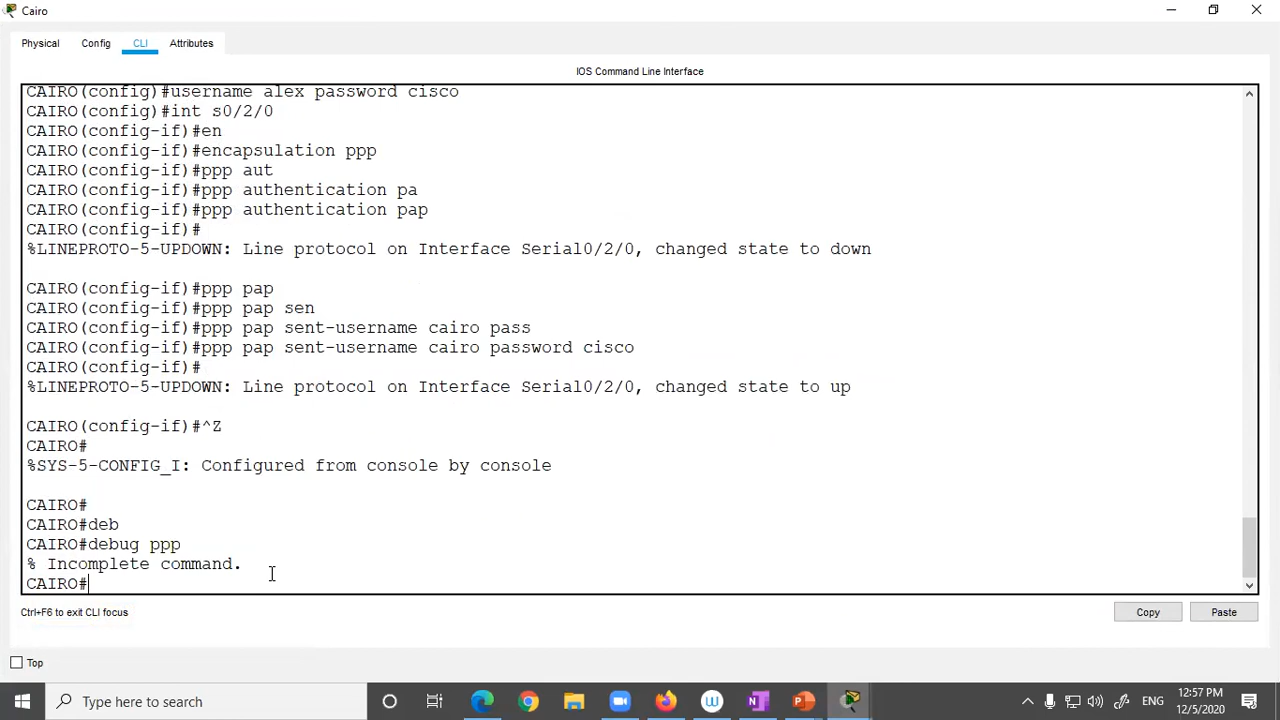 Cairo
Physical Config CLI Attributes
IOS Command Line Interface
CAIRO(config)#username alex password cisco
CAIRO(config)#int s0/2/0
CAIRO(config-if)#en
CAIRO(config-if)#encapsulation ppp
CAIRO(config-if)#ppp aut
CAIRO(config-if)#ppp authentication pa
CAIRO(config-if)#ppp authentication pap
CAIRO(config-if)#
%LINEPROTO-5-UPDOWN: Line protocol on Interface Serial0/2/0, changed state to down
CAIRO(config-if)#ppp pap
CAIRO(config-if)#ppp pap sen
CAIRO(config-if)#ppp pap sent-username cairo pass
CAIRO(config-if)#ppp pap sent-username cairo password cisco
CAIRO(config-if)#
%LINEPROTO-5-UPDOWN: Line protocol on Interface Serial0/2/0, changed state to up
CAIRO(config-if)#^Z
CAIRO#
%SYS-5-CONFIG_I: Configured from console by console
CAIRO#
CAIRO#deb
CAIRO#debug ppp
% Incomplete command.
CAIRO#
Ctrl+F6 to exit CLI focus
Copy Paste
Top
Type here to search
ENG
12:57 PM
12/5/2020